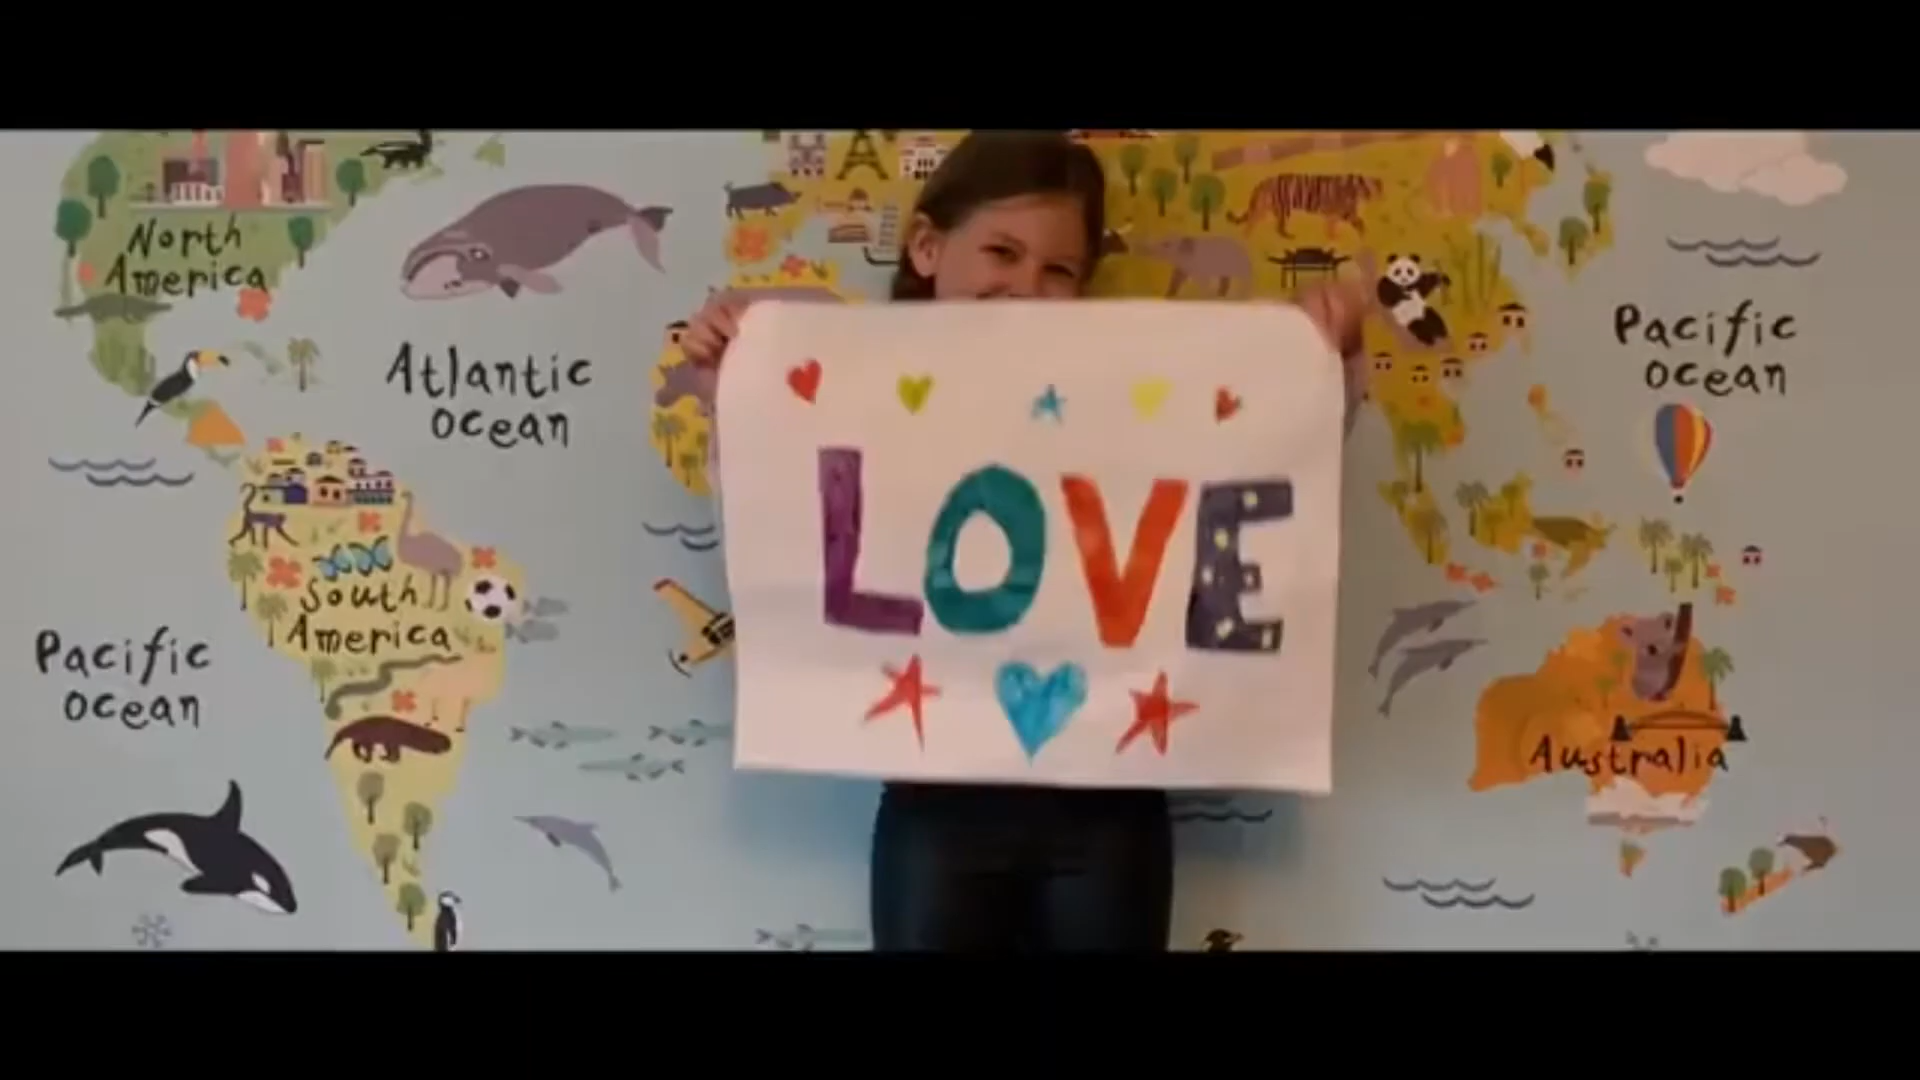 North
America
Atlantic
ocean
Pacific
ocean
South
America
Pacific
ocean
Australia
LOVE